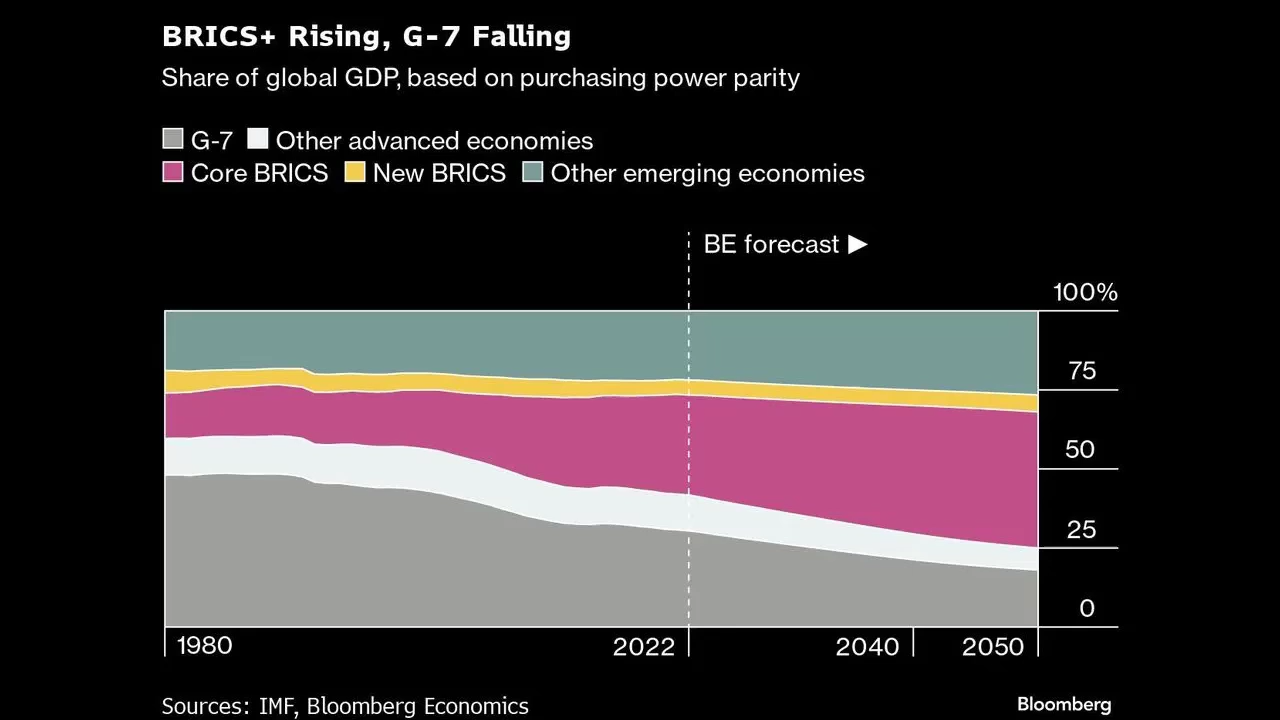 BRICS+ Rising, G-7 Falling
Share of global GDP, based on purchasing power parity
G-7 Other advanced economies
Core BRICS New BRICS Other emerging economies
BE forecast ▶
100%
75
50
25
0
1980 2022 2040 2050
Sources: IMF, Bloomberg Economics Bloomberg